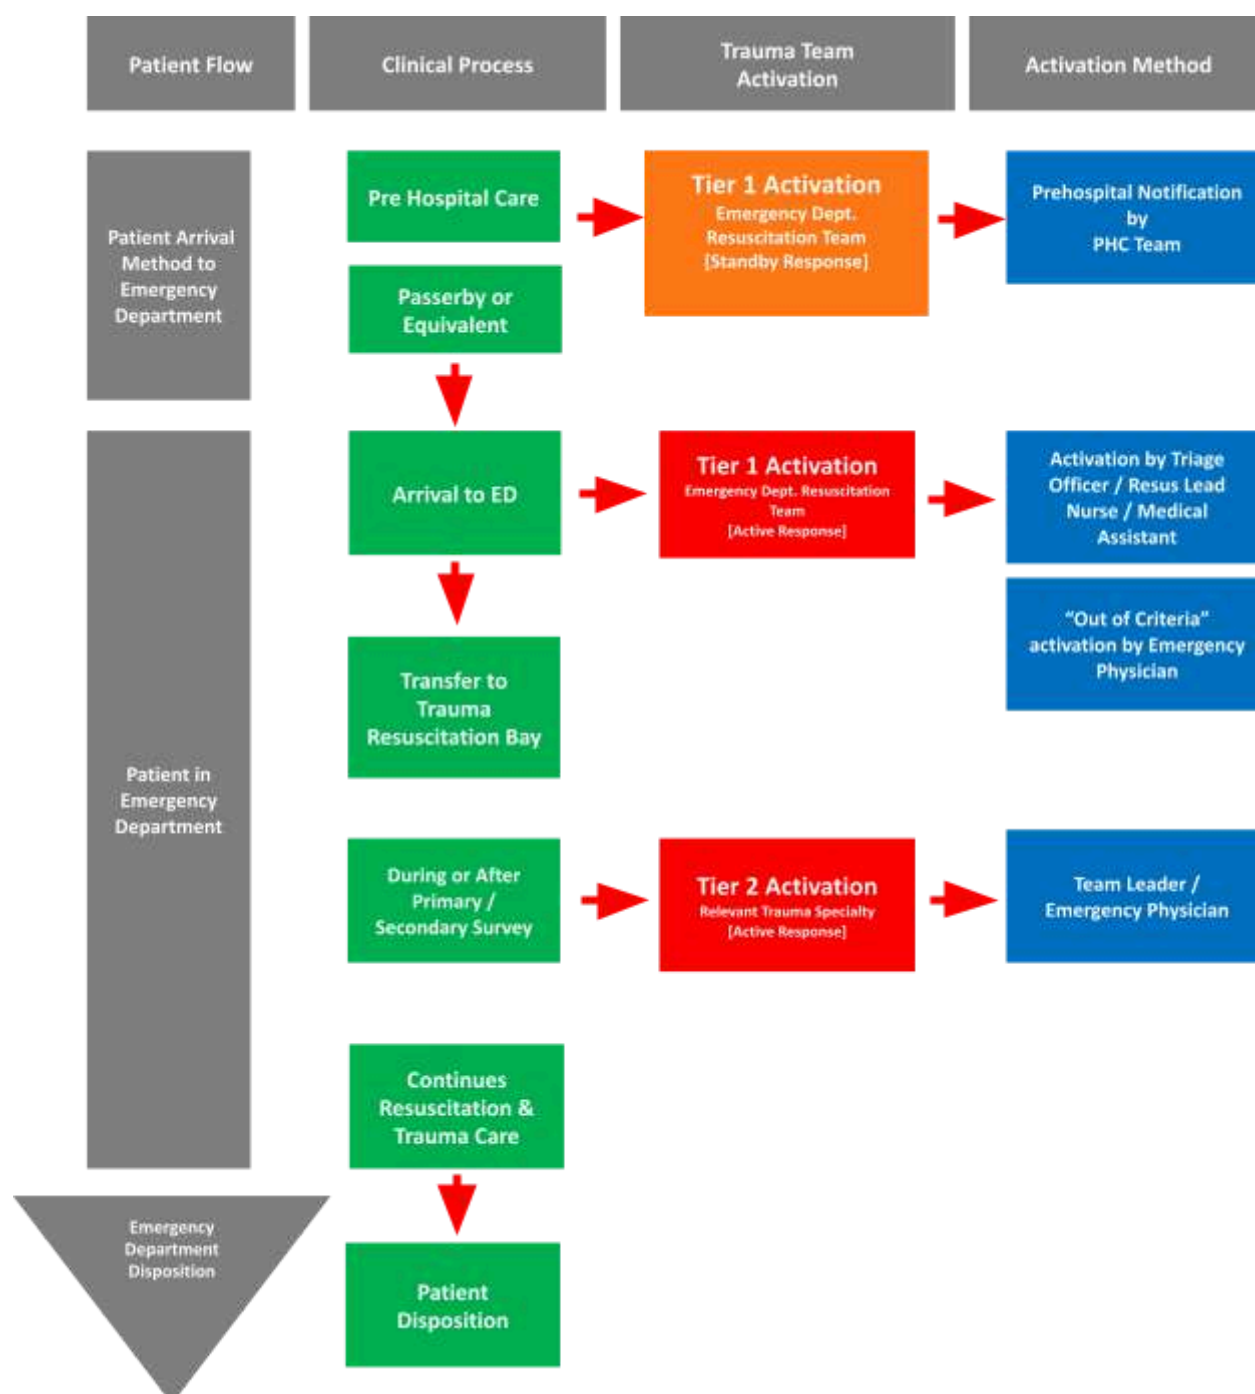 Patient Flow
Clinical Process
Trauma Team
Activation
Activation Method
Patient Arrival
Method to
Emergency
Department
Pre Hospital Care
Tier 1 Activation
Emergency Dept.
Resuscitation Team
[Standby Response]
Prehospital Notification
by
PHC Team
Passerby or
Equivalent
Patient in
Emergency
Department
Arrival to ED
Tier 1 Activation
Emergency Dept. Resuscitation
Team
[Active Response]
Activation by Triage
Officer / Resus Lead
Nurse / Medical
Assistant
"Out of Criteria"
activation by Emergency
Physician
Transfer to
Trauma
Resuscitation Bay
During or After
Primary /
Secondary Survey
Tier 2 Activation
Relevant Trauma Specialty
[Active Response]
Team Leader /
Emergency Physician
Continues
Resuscitation &
Trauma Care
Emergency
Department
Disposition
Patient
Disposition